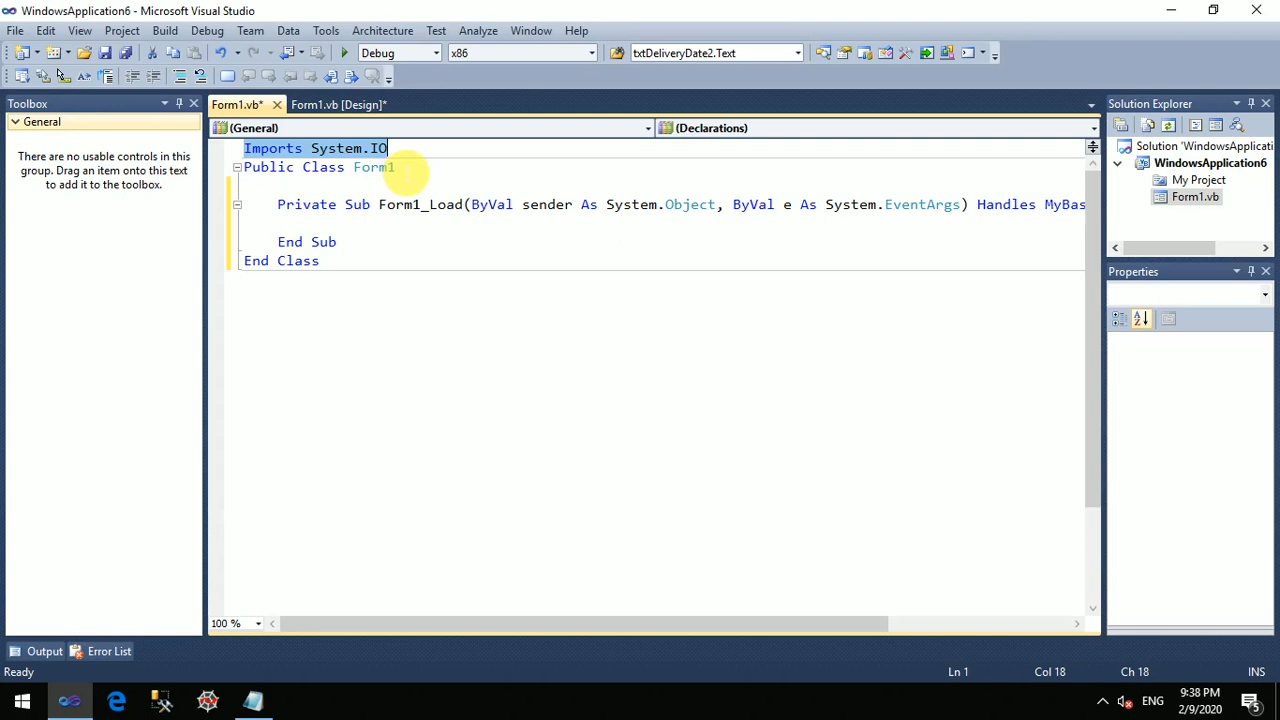 WindowsApplication6 - Microsoft Visual Studio
File Edit View Project Build Debug Team Data Tools Architecture Test Analyze Window Help
Debug x86 txtDeliveryDate2.Text
Toolbox
General
There are no usable controls in this
group. Drag an item onto this text
to add it to the toolbox.
Form1.vb* Form1.vb [Design]*
(General) (Declarations)
Imports System.IO
Public Class Form1
Private Sub Form1_Load(ByVal sender As System.Object, ByVal e As System.EventArgs) Handles MyBas
End Sub
End Class
100 %
Solution Explorer
Solution 'WindowsApplicati
WindowsApplication6
My Project
Form1.vb
Properties
Output Error List
Ready Ln 1 Col 18 Ch 18 INS
ENG
9:38 PM
2/9/2020
5